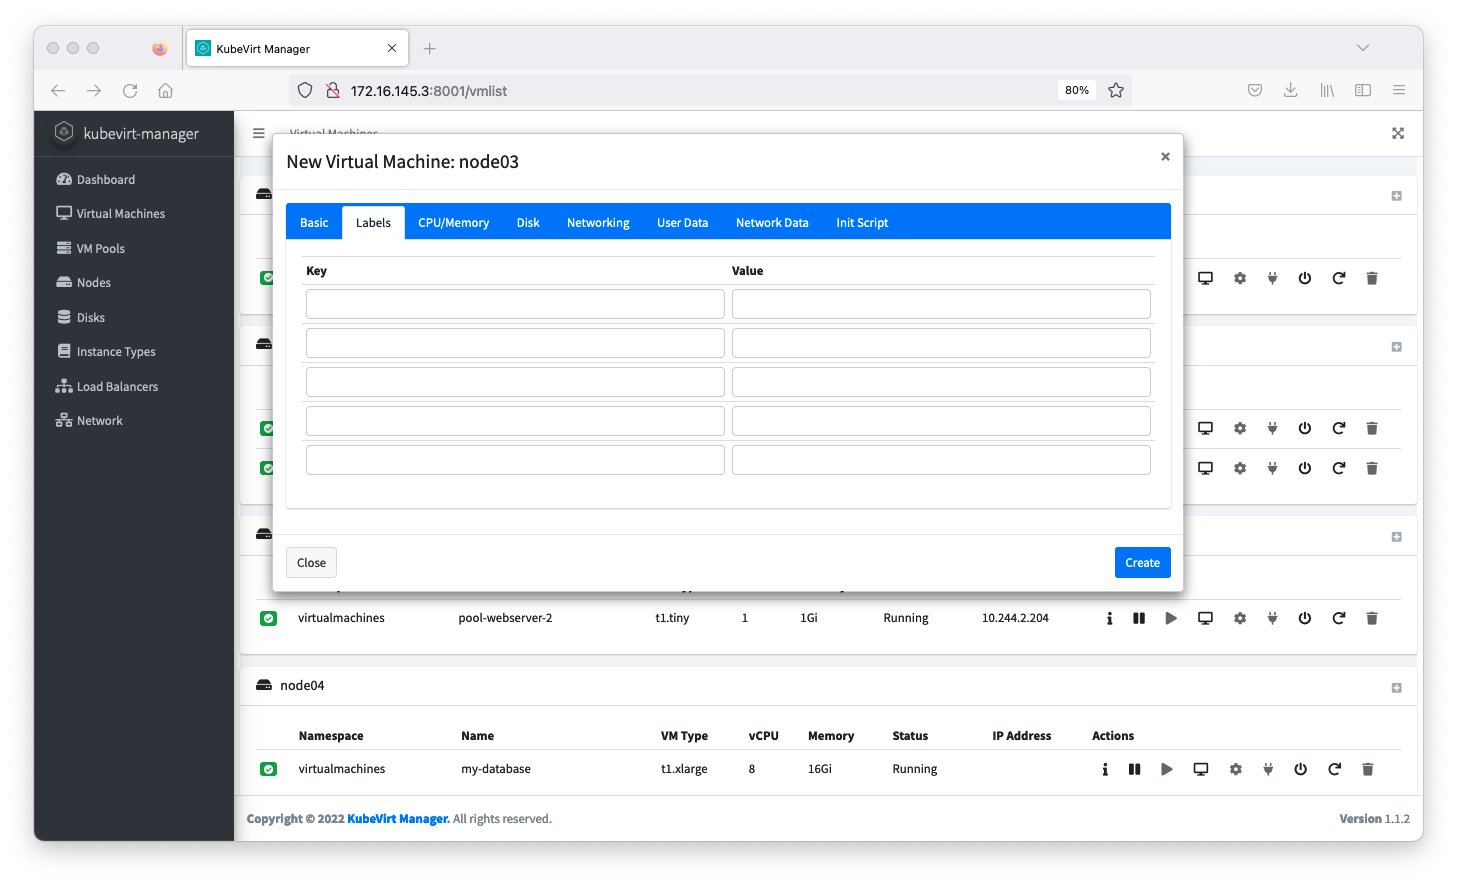 KubeVirt Manager
172.16.145.3:8001/vmlist
80%
kubevirt-manager
Virtual Machines
Dashboard
Virtual Machines
VM Pools
Nodes
Disks
Instance Types
Load Balancers
Network
New Virtual Machine: node03
Basic Labels CPU/Memory Disk Networking User Data Network Data Init Script
Key Value
Close Create
virtualmachines pool-webserver-2 t1.tiny 1 1Gi Running 10.244.2.204
node04
Namespace Name VM Type vCPU Memory Status IP Address Actions
virtualmachines my-database t1.xlarge 8 16Gi Running
Copyright © 2022 KubeVirt Manager. All rights reserved. Version 1.1.2